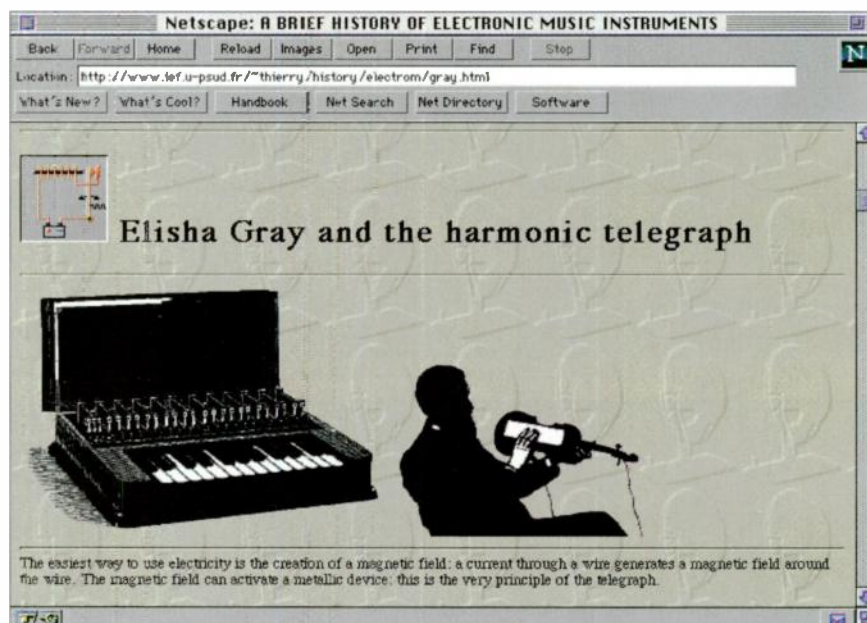 Netscape: A BRIEF HISTORY OF ELECTRONIC MUSIC INSTRUMENTS
Back Forward Home Reload Images Open Print Find Stop
N
Location: http://www.ief.u-psud.fr/~thierry/history/electrom/gray.html
What's New? What's Cool? Handbook Net Search Net Directory Software
Elisha Gray and the harmonic telegraph
The easiest way to use electricity is the creation of a magnetic field: a current through a wire generates a magnetic field around
the wire. The magnetic field can activate a metallic device: this is the very principle of the telegraph.